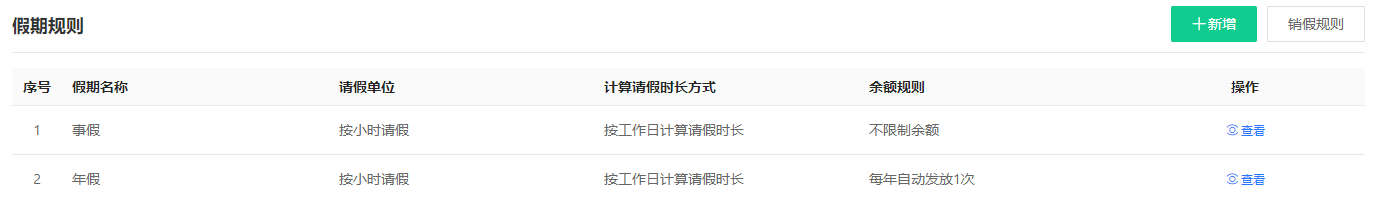 假期规则
新增
销假规则
序号 假期名称 请假单位 计算请假时长方式 余额规则 操作
1 事假 按小时请假 按工作日计算请假时长 不限制余额 查看
2 年假 按小时请假 按工作日计算请假时长 每年自动发放1次 查看